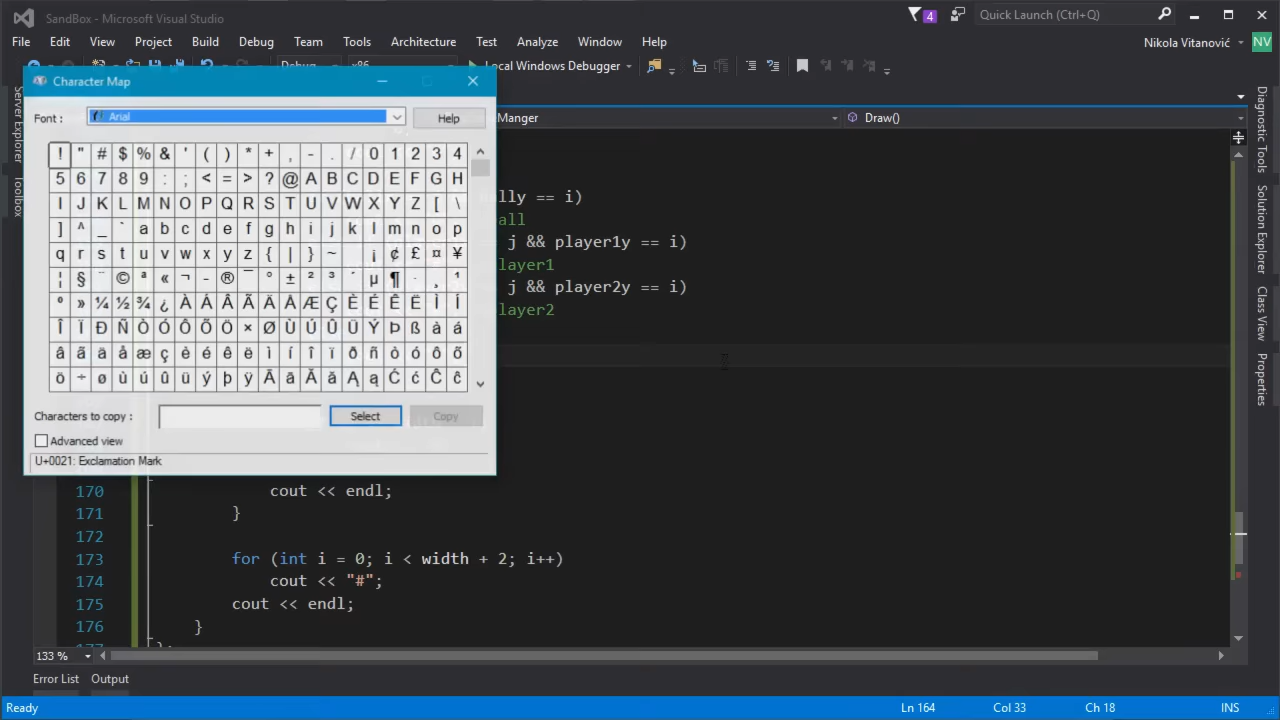 SandBox - Microsoft Visual Studio
4
Quick Launch (Ctrl+Q)
File Edit View Project Build Debug Team Tools Architecture Test Analyze Window Help
Nikola Vitanović NV
Debug x86 Local Windows Debugger
Character Map
Font : Arial Help
Manger Draw()
! " # $ % & ' ( ) * + , - . / 0 1 2 3 4
5 6 7 8 9 : ; < = > ? @ A B C D E F G H
I J K L M N O P Q R S T U V W X Y Z [ \
] ^ _ ` a b c d e f g h i j k l m n o p
q r s t u v w x y z { | } ~ ¡ ¢ £ ¤ ¥
¦ § ¨ © ª « ¬ - ® ¯ ° ± ² ³ ´ µ ¶ · ¸ ¹
º » ¼ ½ ¾ ¿ À Á Â Ã Ä Å Æ Ç È É Ê Ë Ì Í
Î Ï Ð Ñ Ò Ó Ô Õ Ö × Ø Ù Ú Û Ü Ý Þ ß à á
â ã ä å æ ç è é ê ë ì í î ï ð ñ ò ó ô õ
ö ÷ ø ù ú û ü ý þ ÿ Ā ā Ă ă Ą ą Ć ć Ĉ ĉ
Characters to copy : Select Copy
Advanced view
U+0021: Exclamation Mark
lly == i)
all
j && player1y == i)
layer1
j && player2y == i)
layer2
170 cout << endl;
171 }
172
173 for (int i = 0; i < width + 2; i++)
174 cout << "#";
175 cout << endl;
176 }
177 };
133 %
Error List Output
Ready Ln 164 Col 33 Ch 18 INS
Server Explorer
Toolbox
Diagnostic Tools
Solution Explorer
Class View
Properties